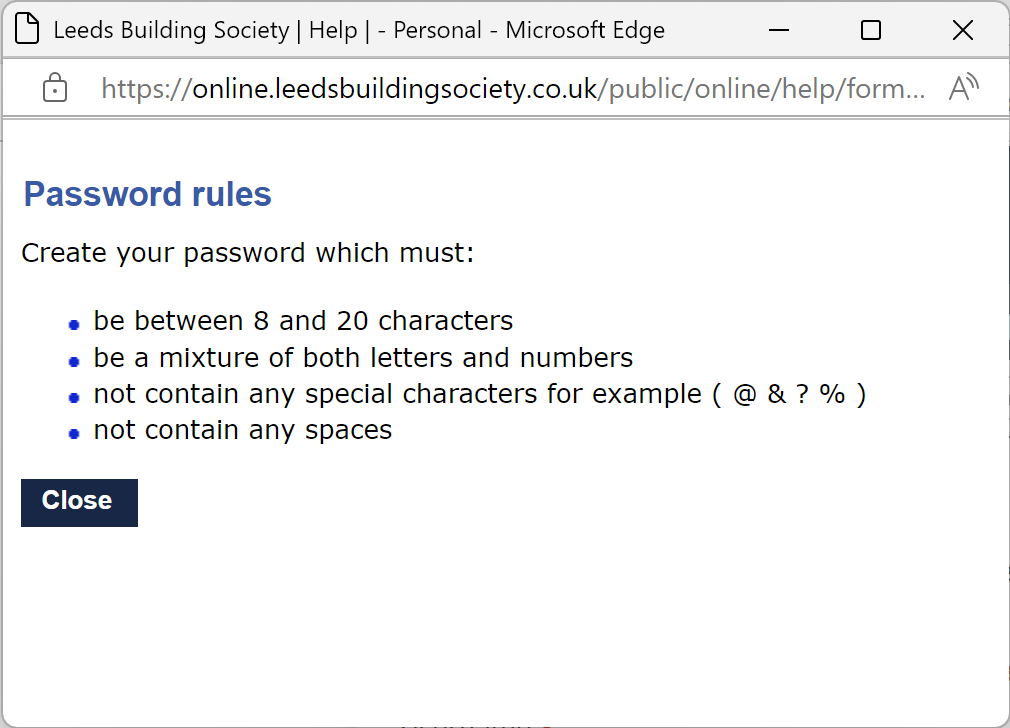 Leeds Building Society | Help | - Personal - Microsoft Edge
https://online.leedsbuildingsociety.co.uk/public/online/help/form...
Password rules
Create your password which must:
be between 8 and 20 characters
be a mixture of both letters and numbers
not contain any special characters for example ( @ & ? % )
not contain any spaces
Close